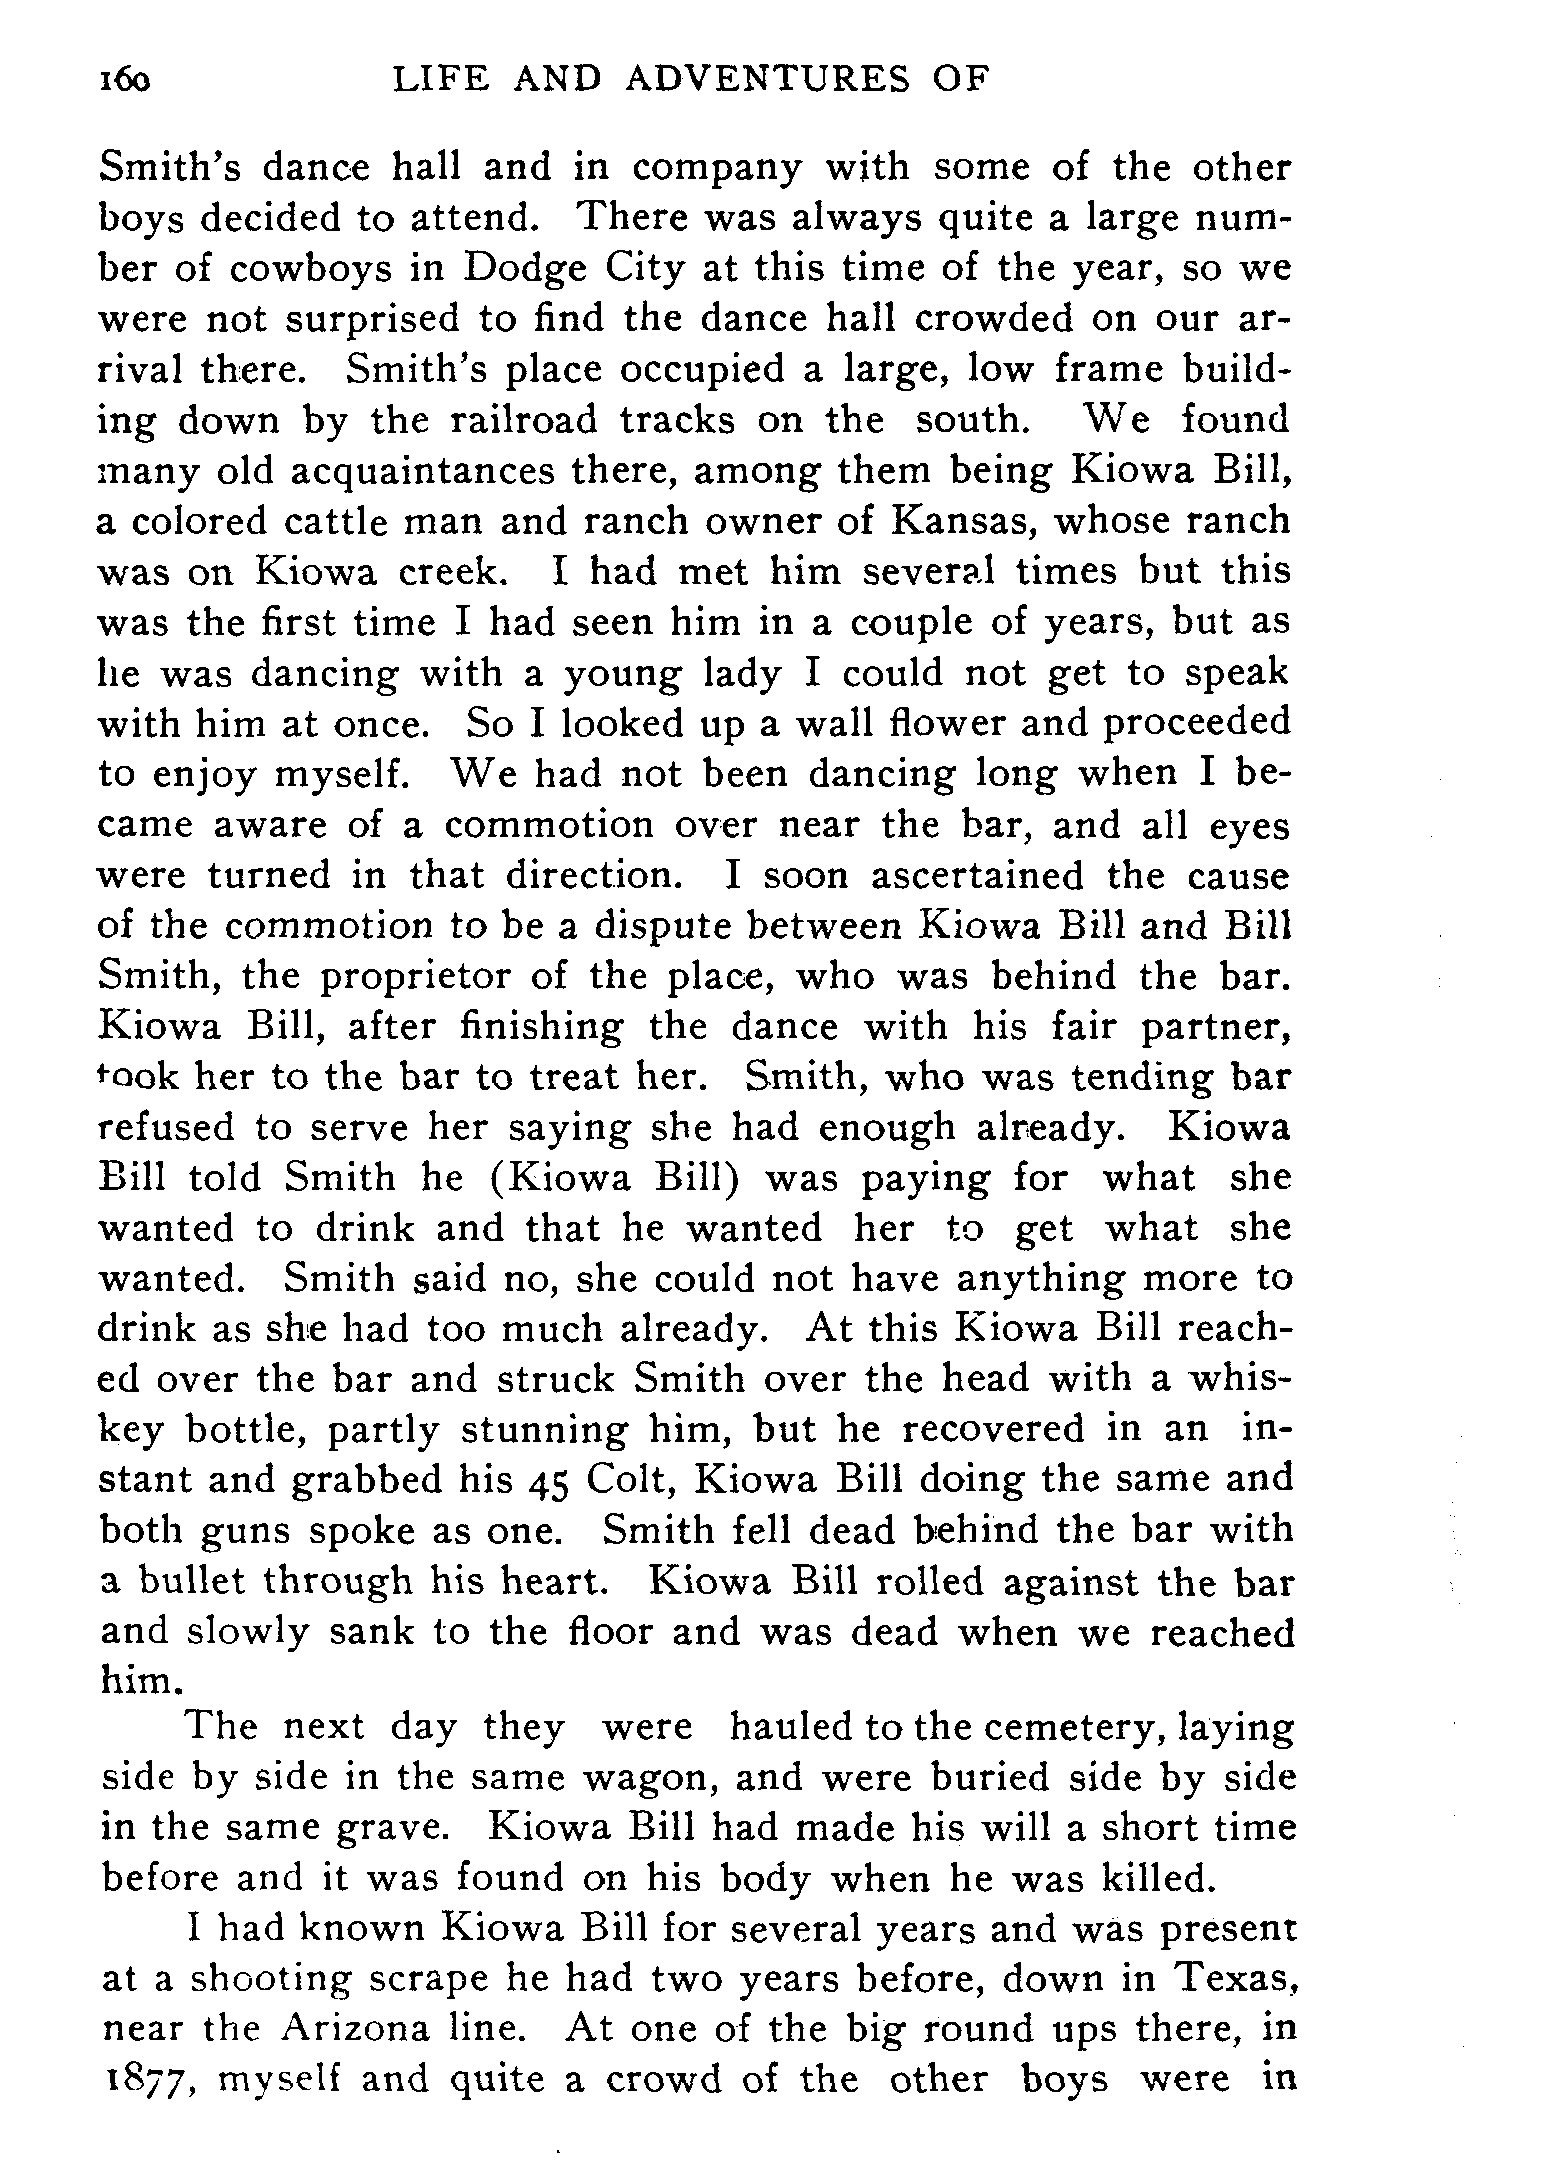 160 LIFE AND ADVENTURES OF
Smith's dance hall and in company with some of the other
boys decided to attend. There was always quite a large num-
ber of cowboys in Dodge City at this time of the year, so we
were not surprised to find the dance hall crowded on our ar-
rival there. Smith's place occupied a large, low frame build-
ing down by the railroad tracks on the south. We found
many old acquaintances there, among them being Kiowa Bill,
a colored cattle man and ranch owner of Kansas, whose ranch
was on Kiowa creek. I had met him several times but this
was the first time I had seen him in a couple of years, but as
he was dancing with a young lady I could not get to speak
with him at once. So I looked up a wall flower and proceeded
to enjoy myself. We had not been dancing long when I be-
came aware of a commotion over near the bar, and all eyes
were turned in that direction. I soon ascertained the cause
of the commotion to be a dispute between Kiowa Bill and Bill
Smith, the proprietor of the place, who was behind the bar.
Kiowa Bill, after finishing the dance with his fair partner,
took her to the bar to treat her. Smith, who was tending bar
refused to serve her saying she had enough already. Kiowa
Bill told Smith he (Kiowa Bill) was paying for what she
wanted to drink and that he wanted her to get what she
wanted. Smith said no, she could not have anything more to
drink as she had too much already. At this Kiowa Bill reach-
ed over the bar and struck Smith over the head with a whis-
key bottle, partly stunning him, but he recovered in an in-
stant and grabbed his 45 Colt, Kiowa Bill doing the same and
both guns spoke as one. Smith fell dead behind the bar with
a bullet through his heart. Kiowa Bill rolled against the bar
and slowly sank to the floor and was dead when we reached
him.
The next day they were hauled to the cemetery, laying
side by side in the same wagon, and were buried side by side
in the same grave. Kiowa Bill had made his will a short time
before and it was found on his body when he was killed.
I had known Kiowa Bill for several years and was present
at a shooting scrape he had two years before, down in Texas,
near the Arizona line. At one of the big round ups there, in
1877, myself and quite a crowd of the other boys were in